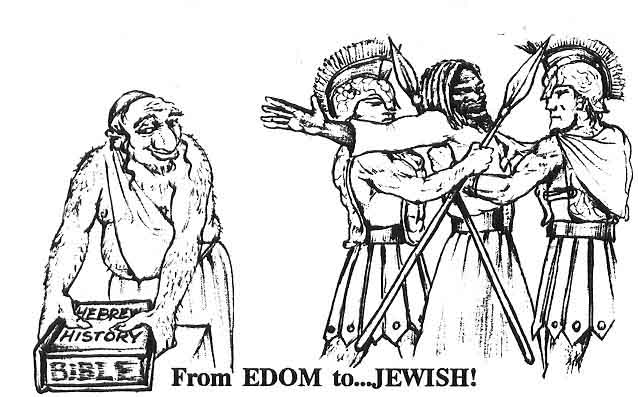 HEBREW
HISTORY
BIBLE
From EDOM to...JEWISH!